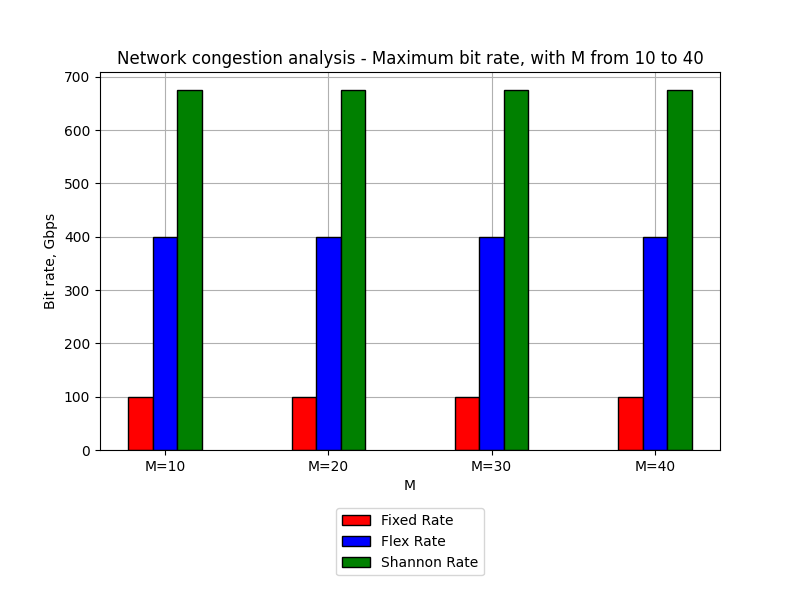 Network congestion analysis - Maximum bit rate, with M from 10 to 40
700
600
500
400
300
200
100
0
Bit rate, Gbps
M=10 M=20 M=30 M=40
M
Fixed Rate
Flex Rate
Shannon Rate